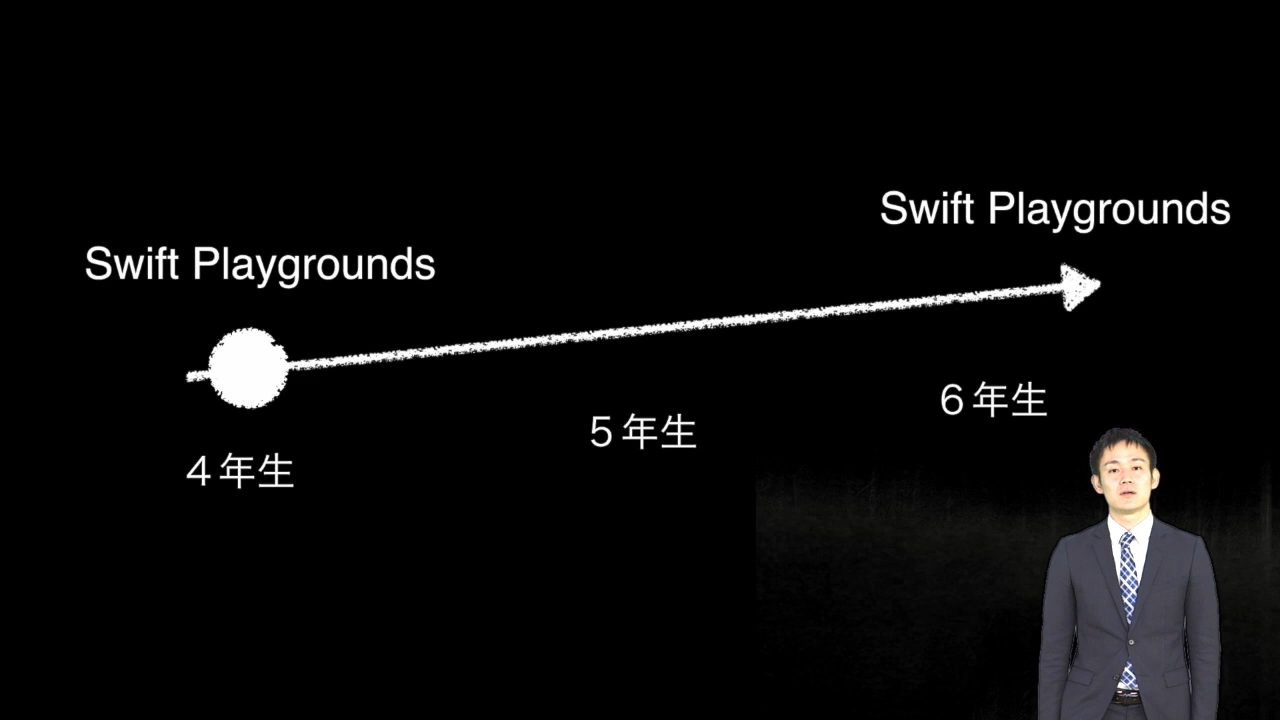 Swift Playgrounds
Swift Playgrounds
４年生
５年生
６年生